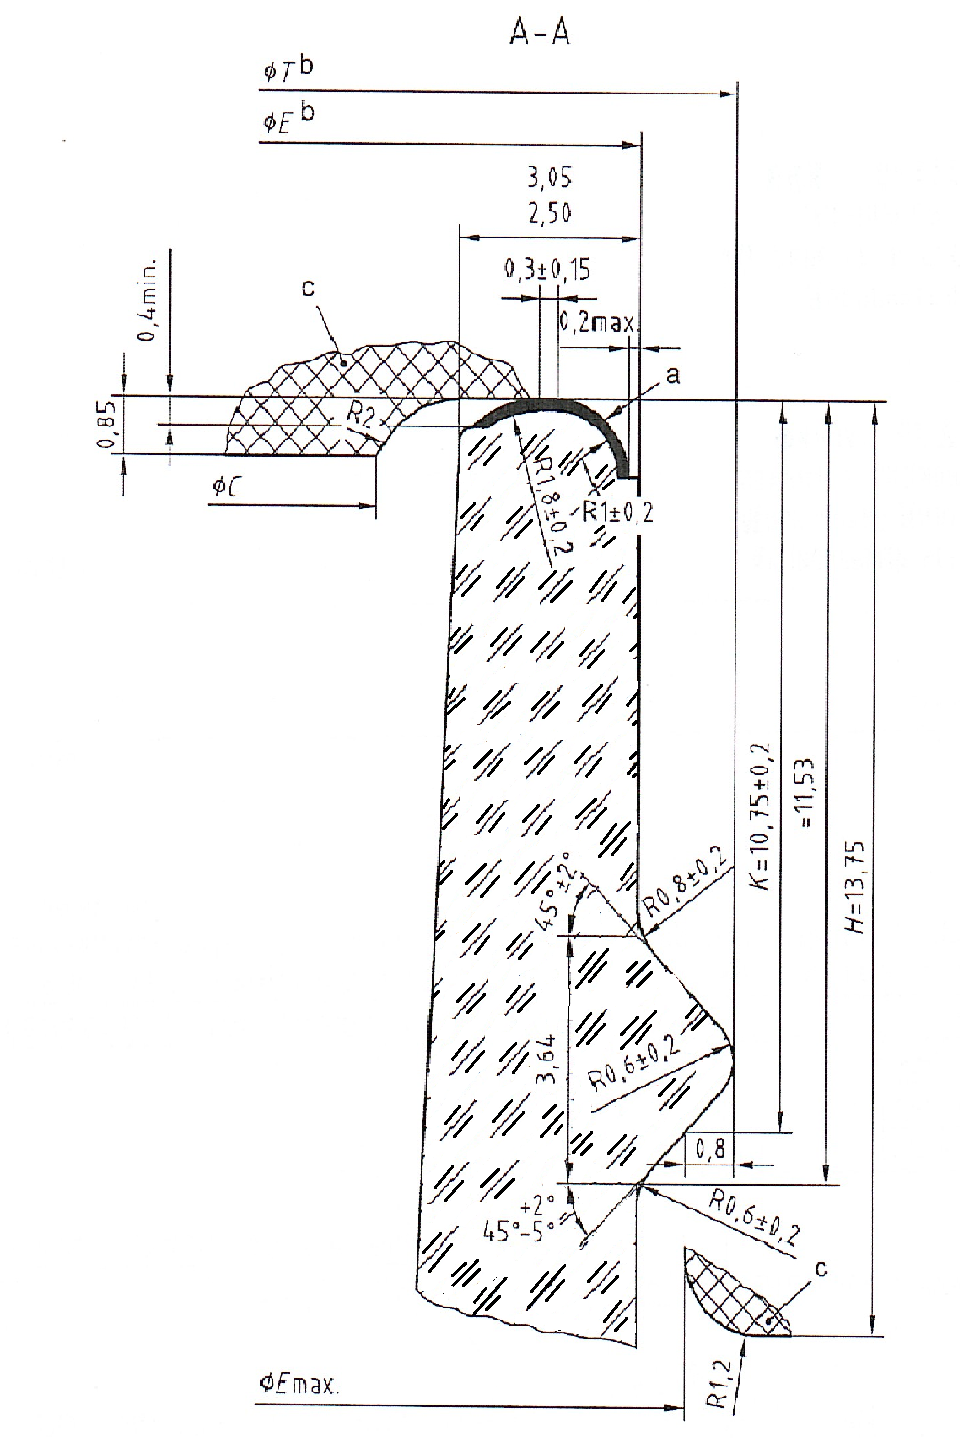 A-A
ϕT b
ϕE b
3,05
2,50
0,3±0,15
0,4min.
c
0,2max.
a
0,85
R2
ϕC
R1,8±0,2
R1±0,2
K=10,75±0,2
=11,53
H=13,75
45°±2°
R0,8±0,2
3,64
R0,6±0,2
0,8
+2°
45°-5°
R0,6±0,2
c
ϕEmax.
R1,2